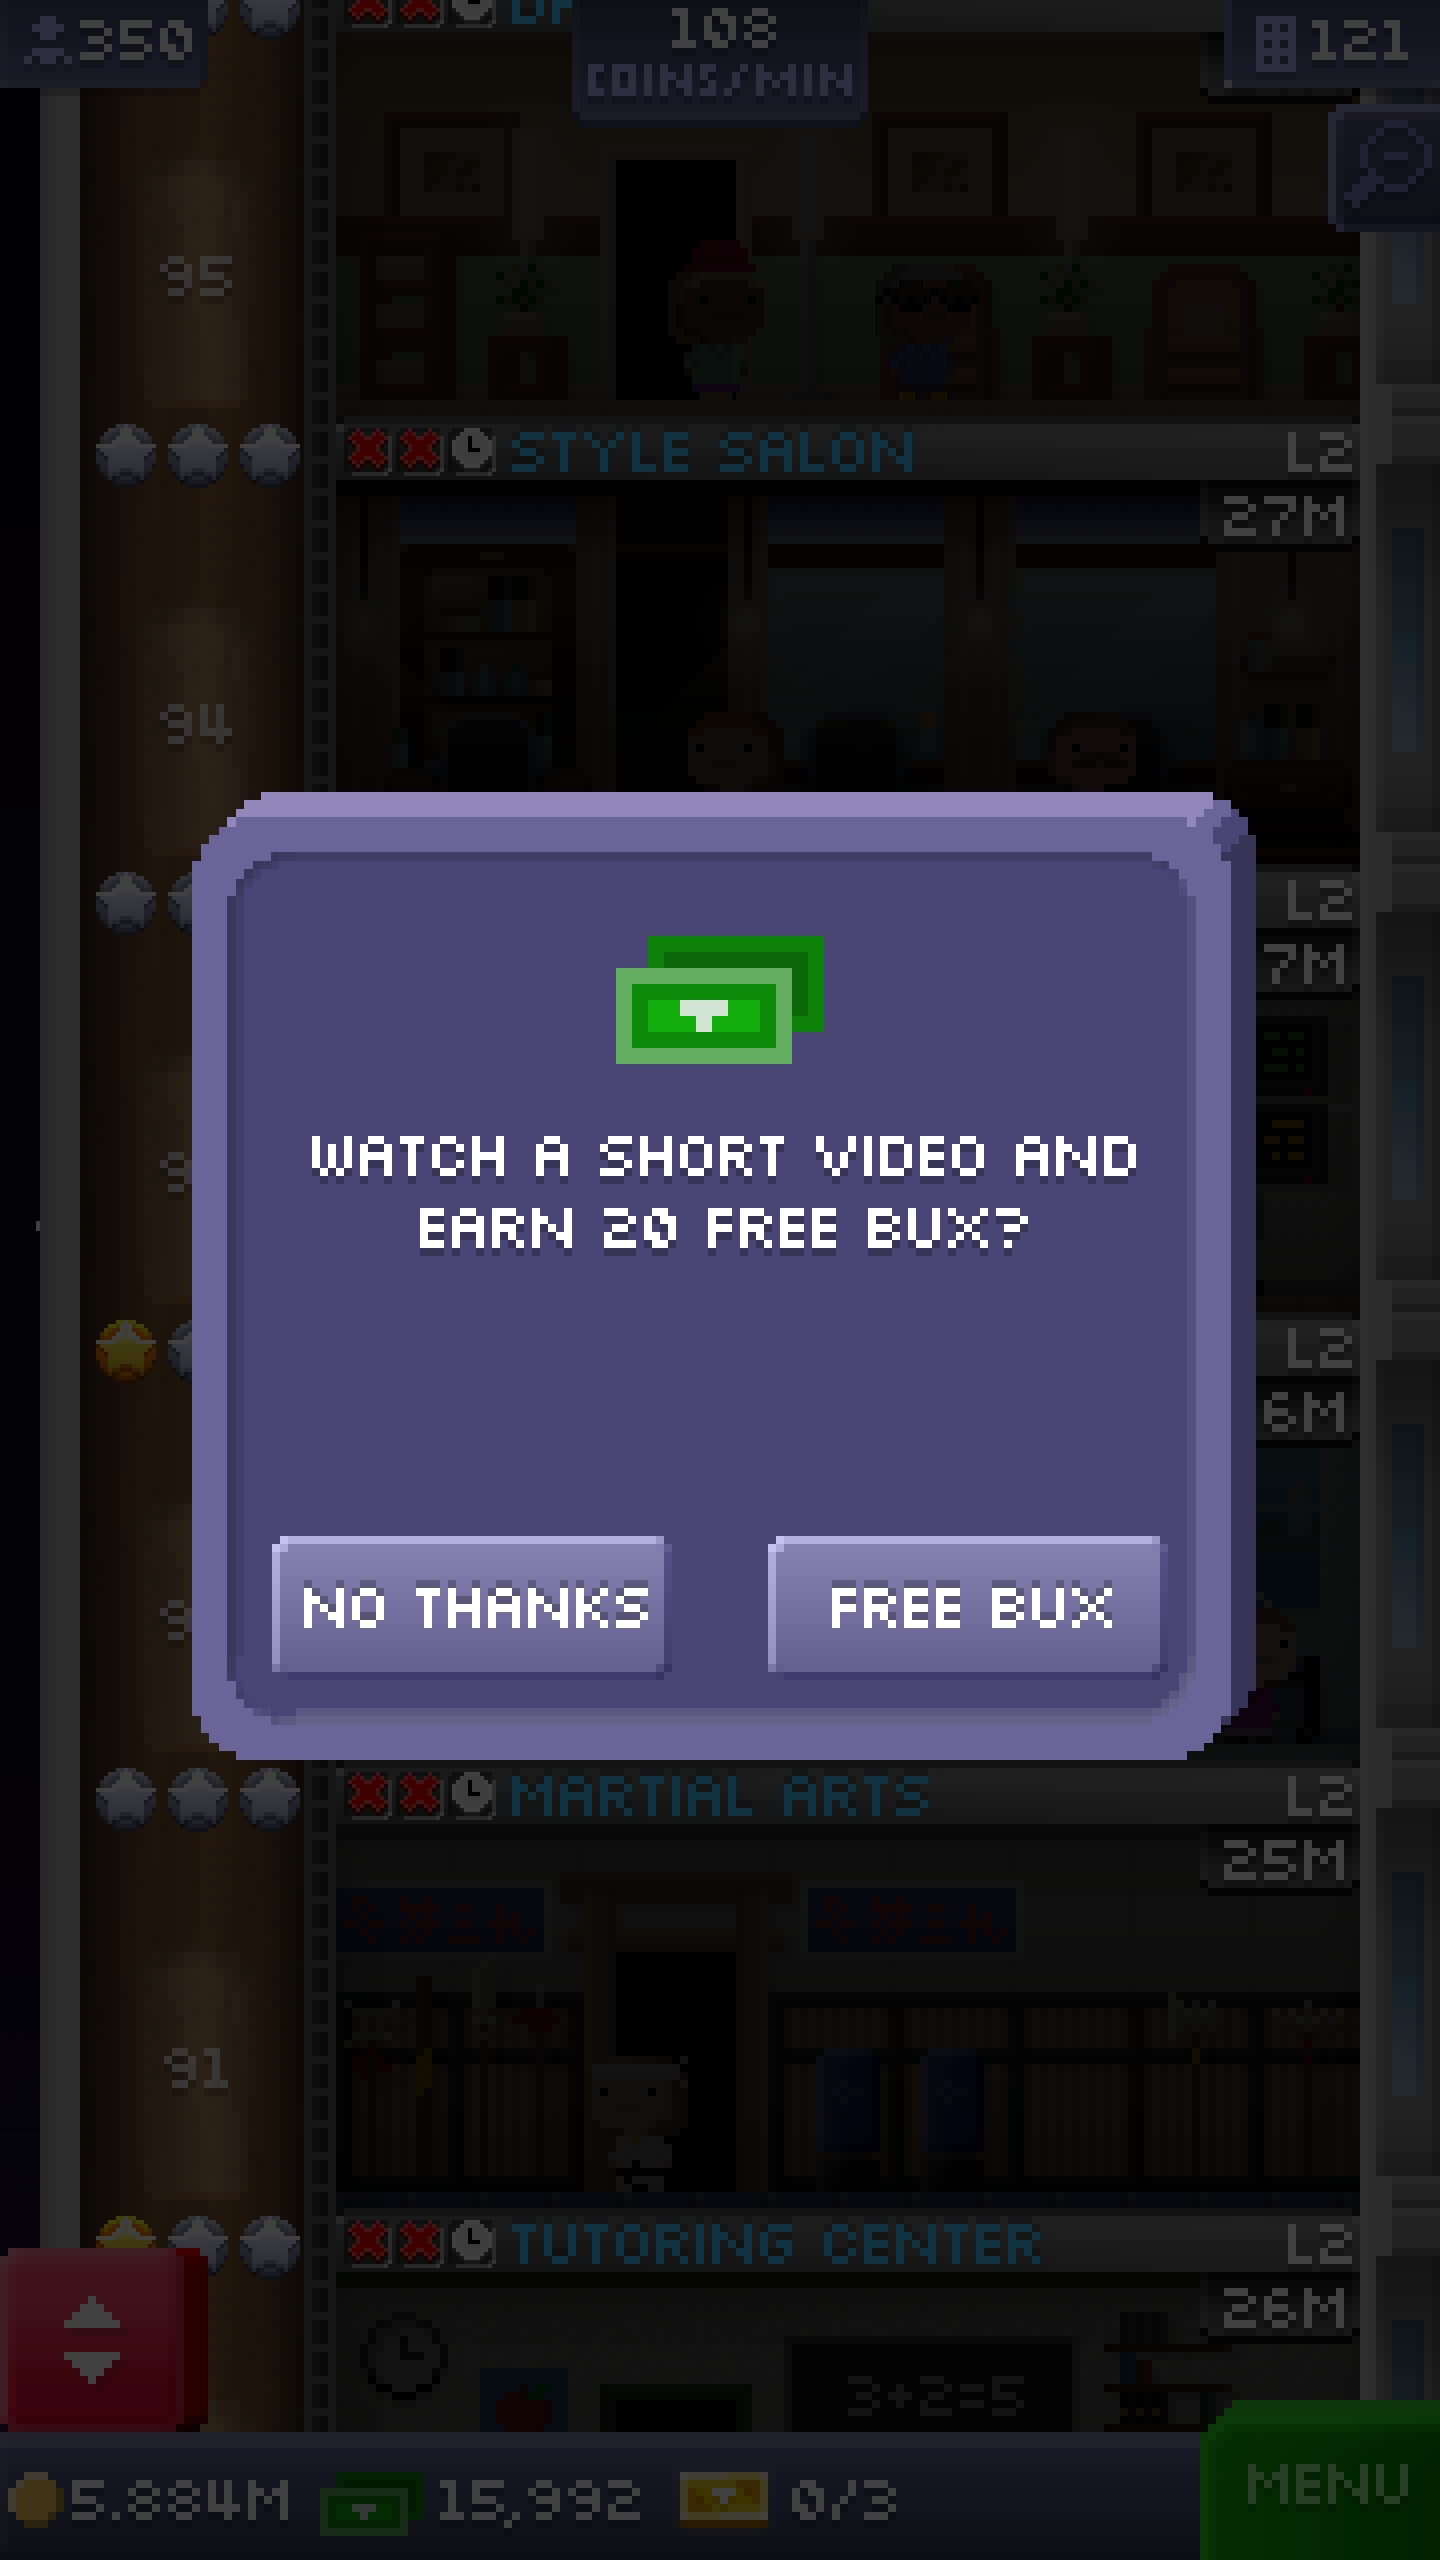 350
108
COINS/MIN
121
95
STYLE SALON
L2
27M
94
L2
7M
WATCH A SHORT VIDEO AND
EARN 20 FREE BUX?
L2
6M
NO THANKS
FREE BUX
MARTIAL ARTS
L2
25M
91
TUTORING CENTER
L2
26M
3+2=5
5.884M
15,992
0/3
MENU